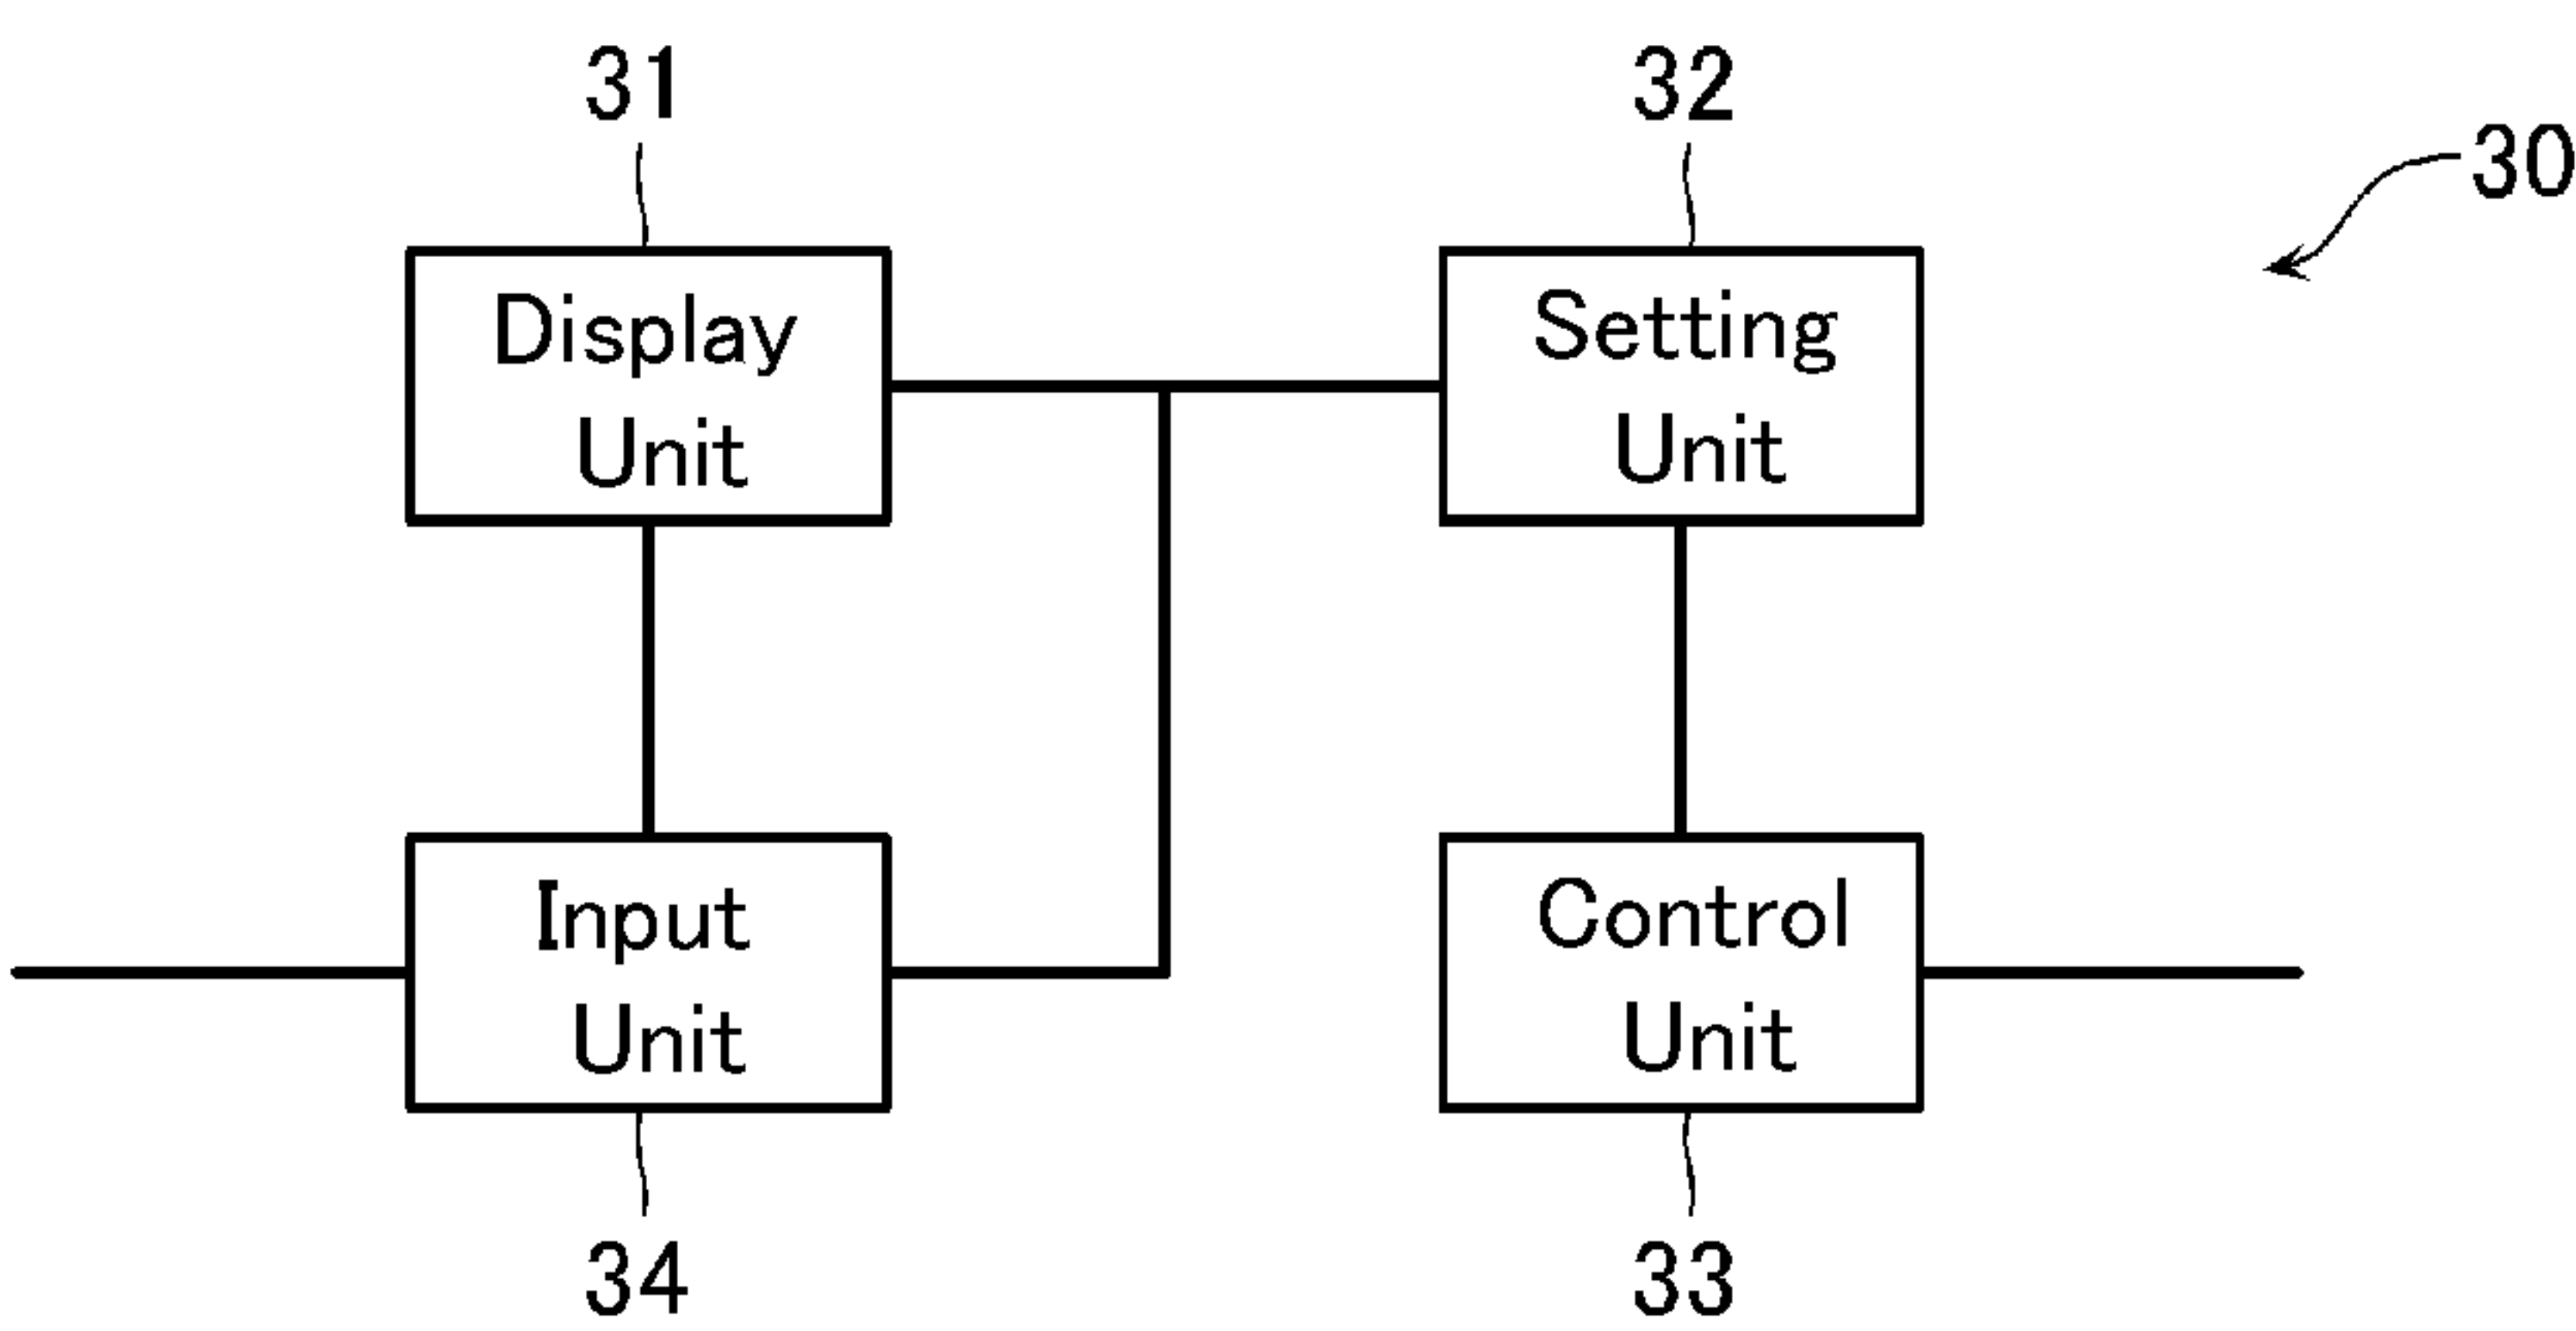 31
32
30
Display
Unit
Setting
Unit
Input
Unit
Control
Unit
34
33